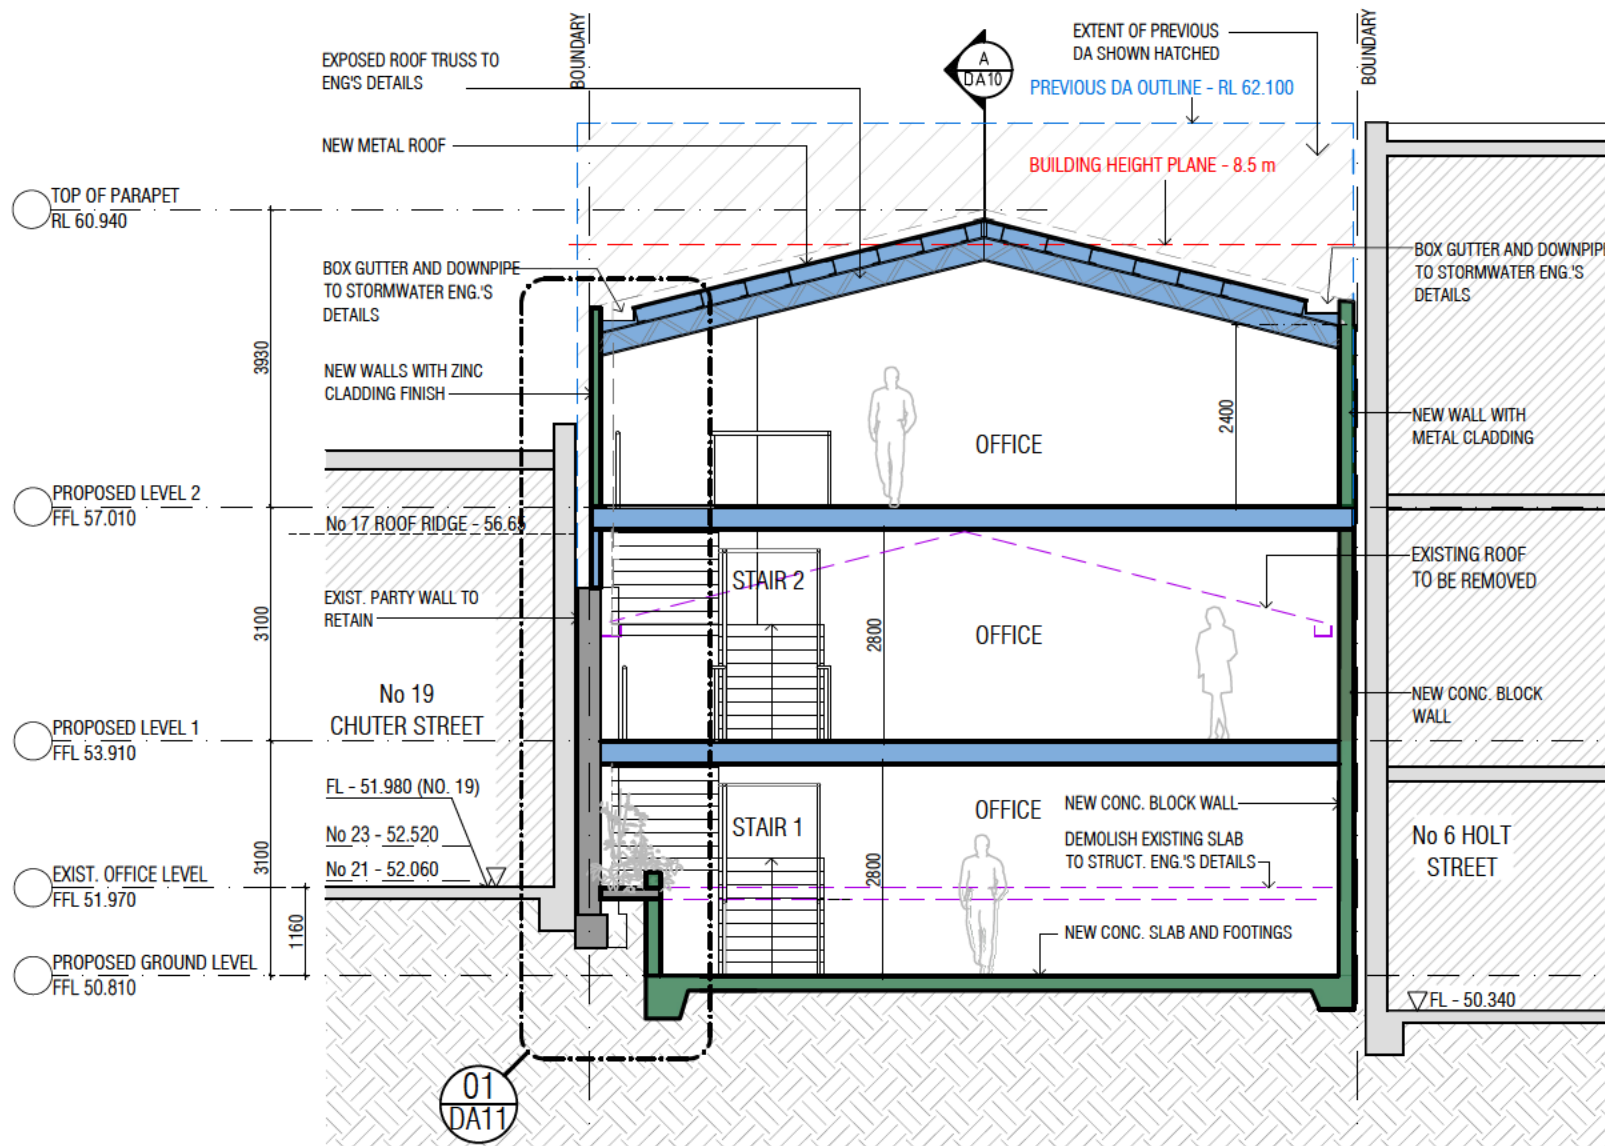 BOUNDARY
EXPOSED ROOF TRUSS TO
ENG'S DETAILS
NEW METAL ROOF
A
DA10
EXTENT OF PREVIOUS
DA SHOWN HATCHED
PREVIOUS DA OUTLINE - RL 62.100
BOUNDARY
BUILDING HEIGHT PLANE - 8.5 m
TOP OF PARAPET
RL 60.940
BOX GUTTER AND DOWNPIPE
TO STORMWATER ENG.'S
DETAILS
BOX GUTTER AND DOWNPIPE
TO STORMWATER ENG.'S
DETAILS
3930
NEW WALLS WITH ZINC
CLADDING FINISH
2400
OFFICE
NEW WALL WITH
METAL CLADDING
PROPOSED LEVEL 2
FFL 57.010
No 17 ROOF RIDGE - 56.65
STAIR 2
EXISTING ROOF
TO BE REMOVED
EXIST. PARTY WALL TO
RETAIN
3100
2800
OFFICE
No 19
CHUTER STREET
NEW CONC. BLOCK
WALL
PROPOSED LEVEL 1
FFL 53.910
FL - 51.980 (NO. 19)
No 23 - 52.520
No 21 - 52.060
3100
STAIR 1
2800
OFFICE
NEW CONC. BLOCK WALL
DEMOLISH EXISTING SLAB
TO STRUCT. ENG.'S DETAILS
No 6 HOLT
STREET
EXIST. OFFICE LEVEL
FFL 51.970
1160
NEW CONC. SLAB AND FOOTINGS
PROPOSED GROUND LEVEL
FFL 50.810
FL - 50.340
01
DA11